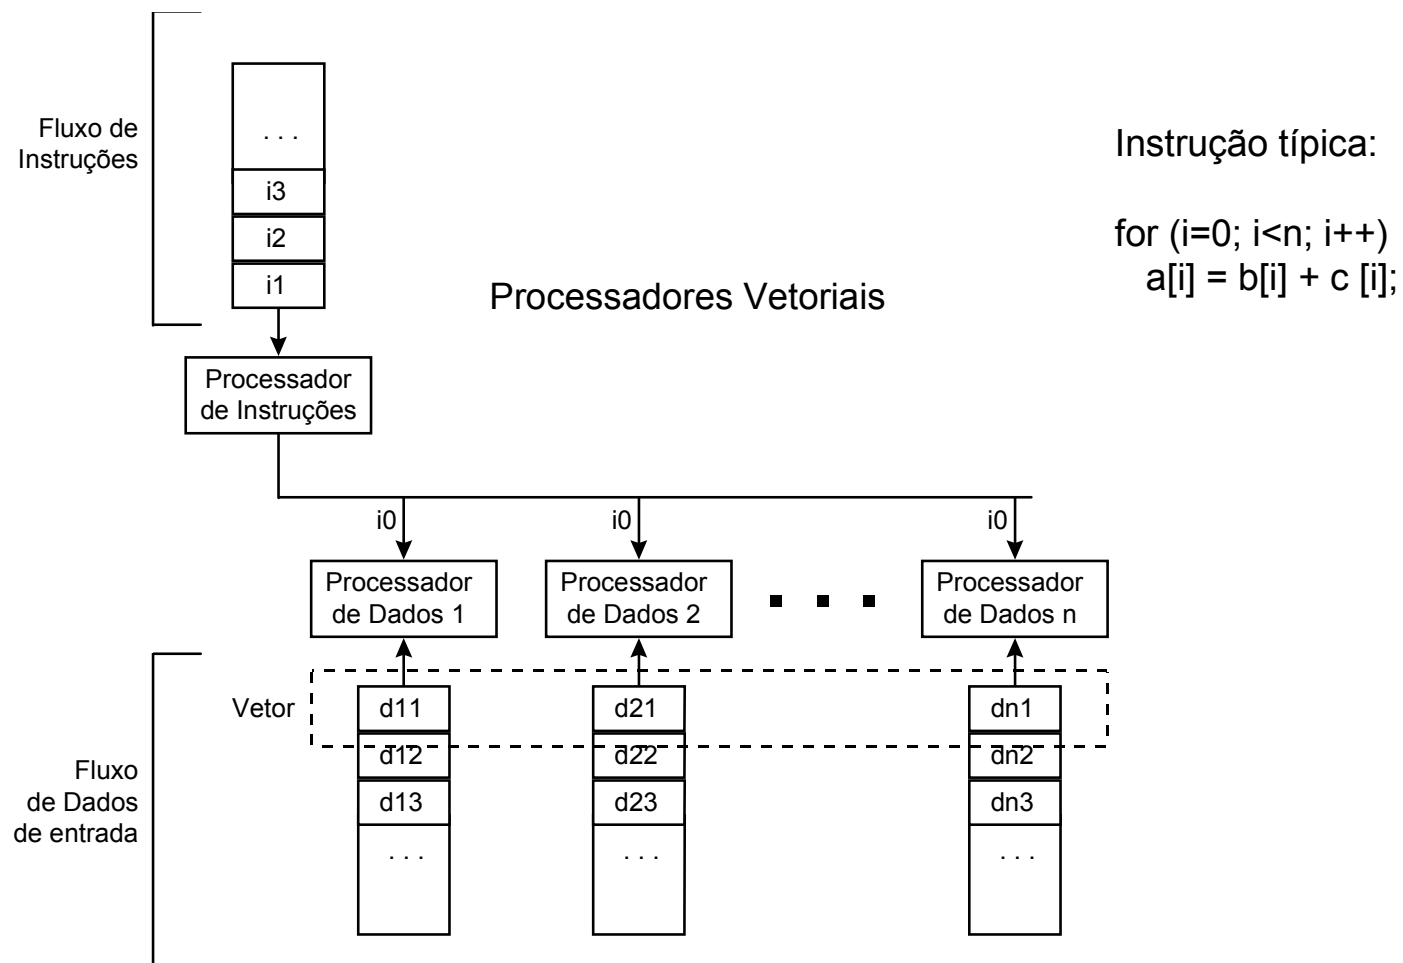 Fluxo de
Instruções
. . .
i3
i2
i1
Instrução típica:
for (i=0; i<n; i++)
a[i] = b[i] + c [i];
Processadores Vetoriais
Processador
de Instruções
i0
i0
i0
Processador
de Dados 1
Processador
de Dados 2
Processador
de Dados n
Vetor
d11
d21
dn1
d12
d22
dn2
d13
d23
dn3
. . .
. . .
. . .
Fluxo
de Dados
de entrada